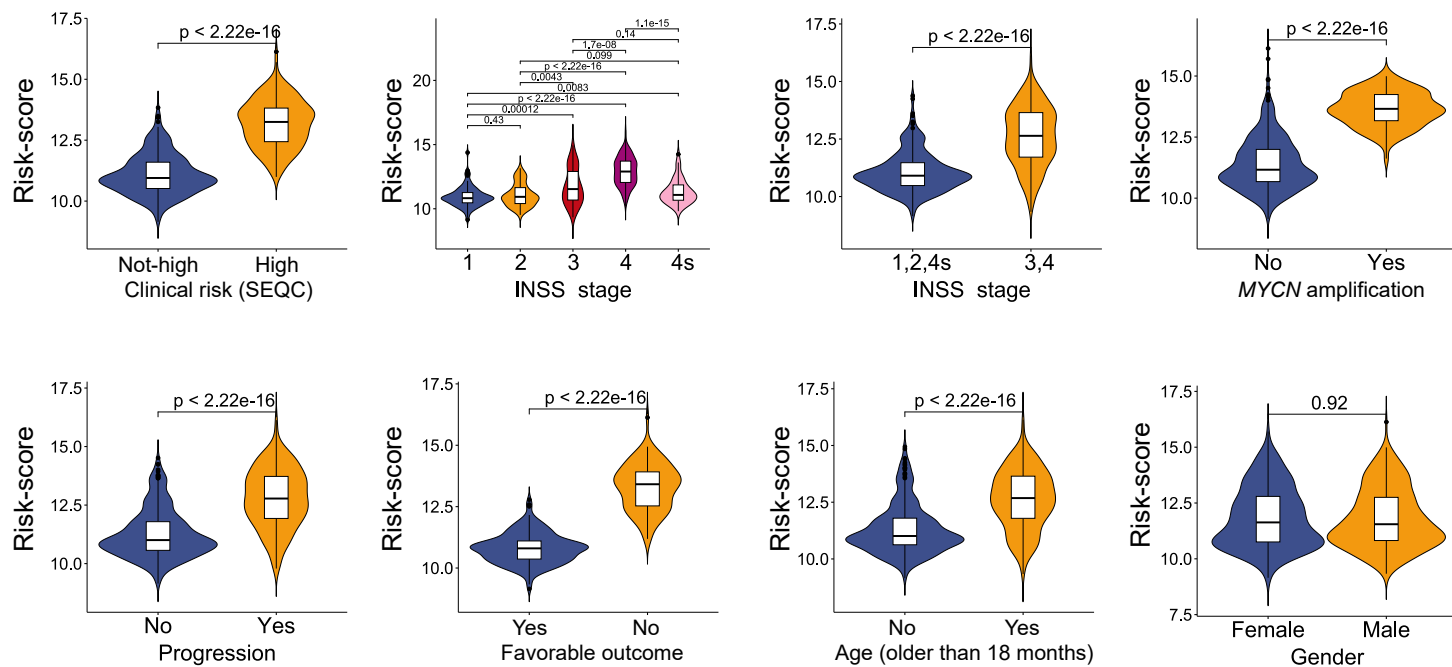 Risk-score
17.5
15.0
12.5
10.0
p < 2.22e-16
Not-high High
Clinical risk (SEQC)
Risk-score
20
15
10
1.1e-15
0.14
1.7e-08
0.099
p < 2.22e-16
0.0043
0.0083
p < 2.22e-16
0.00012
0.43
1 2 3 4 4s
INSS stage
Risk-score
15.0
12.5
10.0
p < 2.22e-16
1,2,4s 3,4
INSS stage
Risk-score
15.0
12.5
10.0
p < 2.22e-16
No Yes
MYCN amplification
Risk-score
17.5
15.0
12.5
10.0
p < 2.22e-16
No Yes
Progression
Risk-score
17.5
15.0
12.5
10.0
p < 2.22e-16
Yes No
Favorable outcome
Risk-score
17.5
15.0
12.5
10.0
p < 2.22e-16
No Yes
Age (older than 18 months)
Risk-score
17.5
15.0
12.5
10.0
7.5
0.92
Female Male
Gender